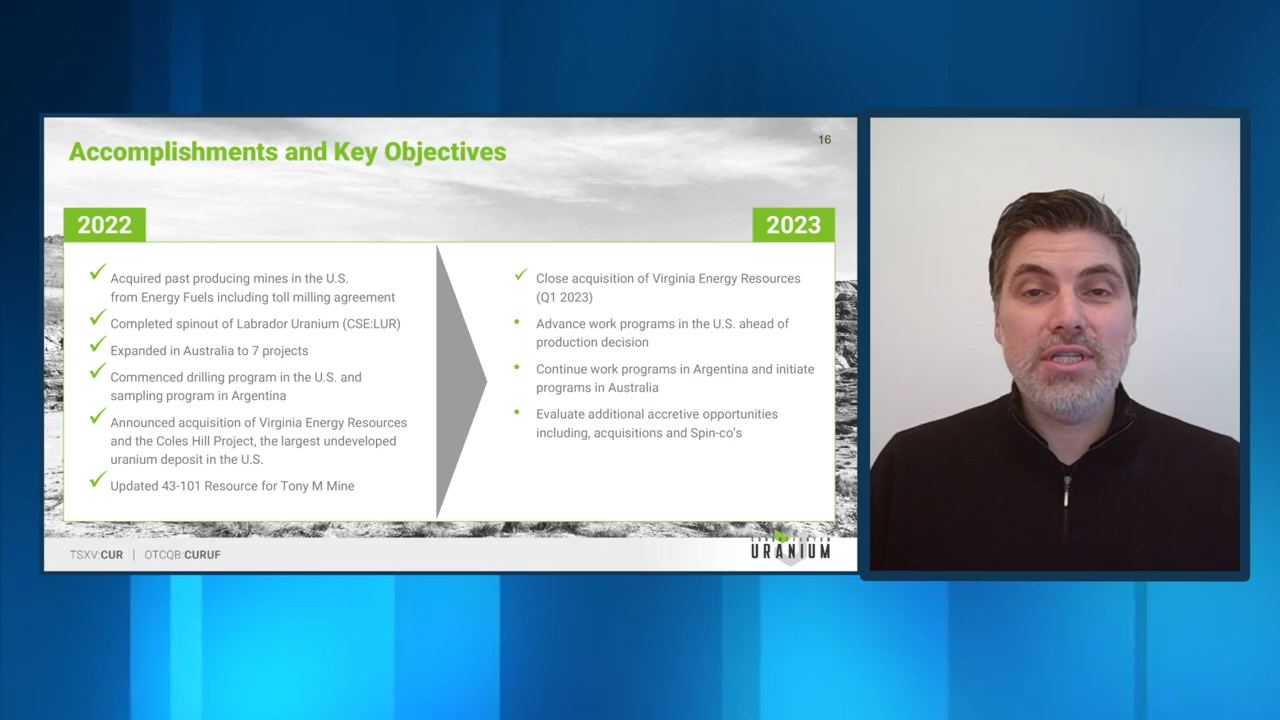 Accomplishments and Key Objectives
16
2022
Acquired past producing mines in the U.S.
from Energy Fuels including toll milling agreement
Completed spinout of Labrador Uranium (CSE:LUR)
Expanded in Australia to 7 projects
Commenced drilling program in the U.S. and
sampling program in Argentina
Announced acquisition of Virginia Energy Resources
and the Coles Hill Project, the largest undeveloped
uranium deposit in the U.S.
Updated 43-101 Resource for Tony M Mine
2023
Close acquisition of Virginia Energy Resources
(Q1 2023)
Advance work programs in the U.S. ahead of
production decision
Continue work programs in Argentina and initiate
programs in Australia
Evaluate additional accretive opportunities
including, acquisitions and Spin-co's
TSXV:CUR | OTCQB:CURUF
URANIUM